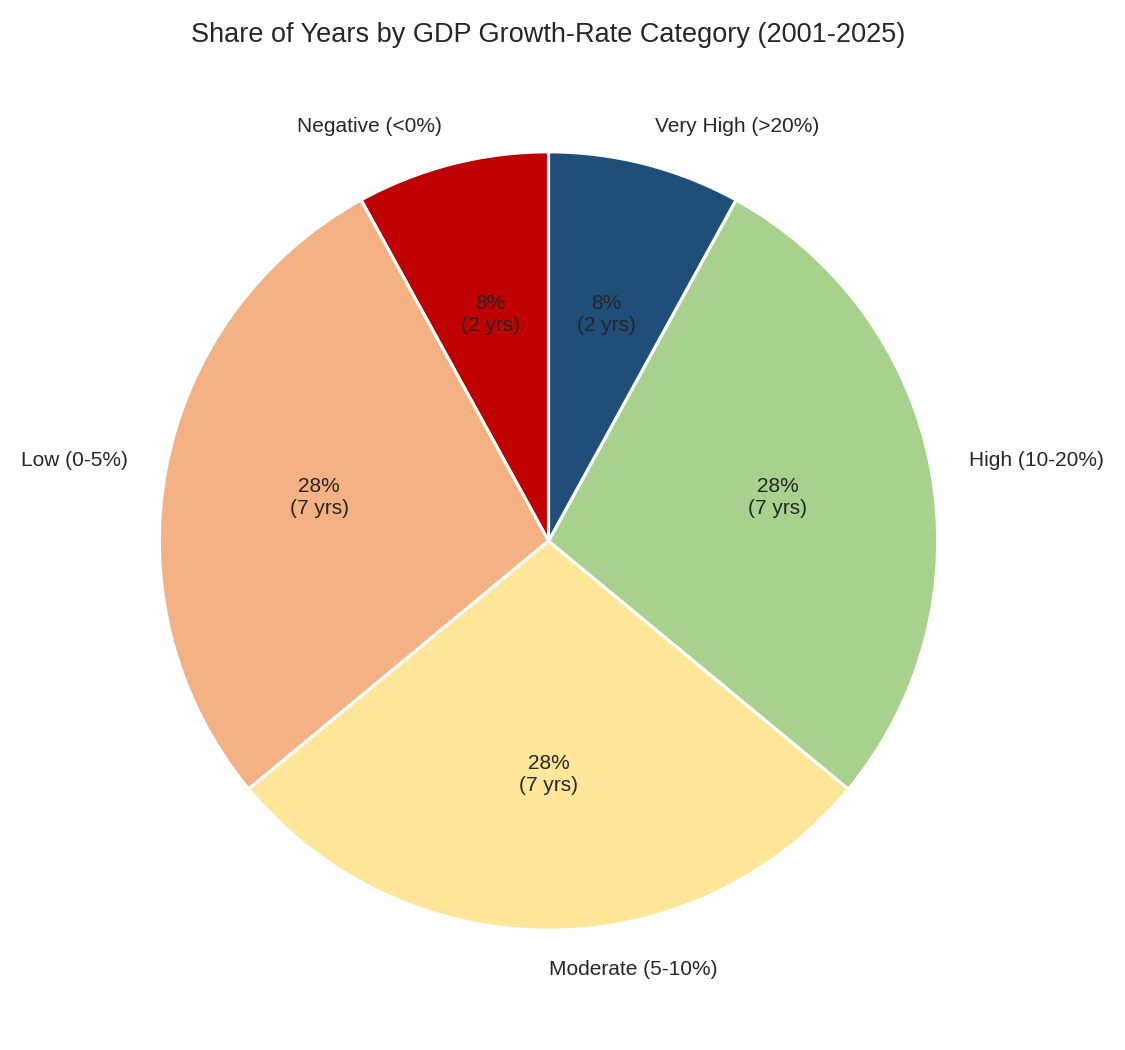 Share of Years by GDP Growth-Rate Category (2001-2025)
Negative (<0%)
Very High (>20%)
8%
(2 yrs)
8%
(2 yrs)
Low (0-5%)
High (10-20%)
28%
(7 yrs)
28%
(7 yrs)
28%
(7 yrs)
Moderate (5-10%)